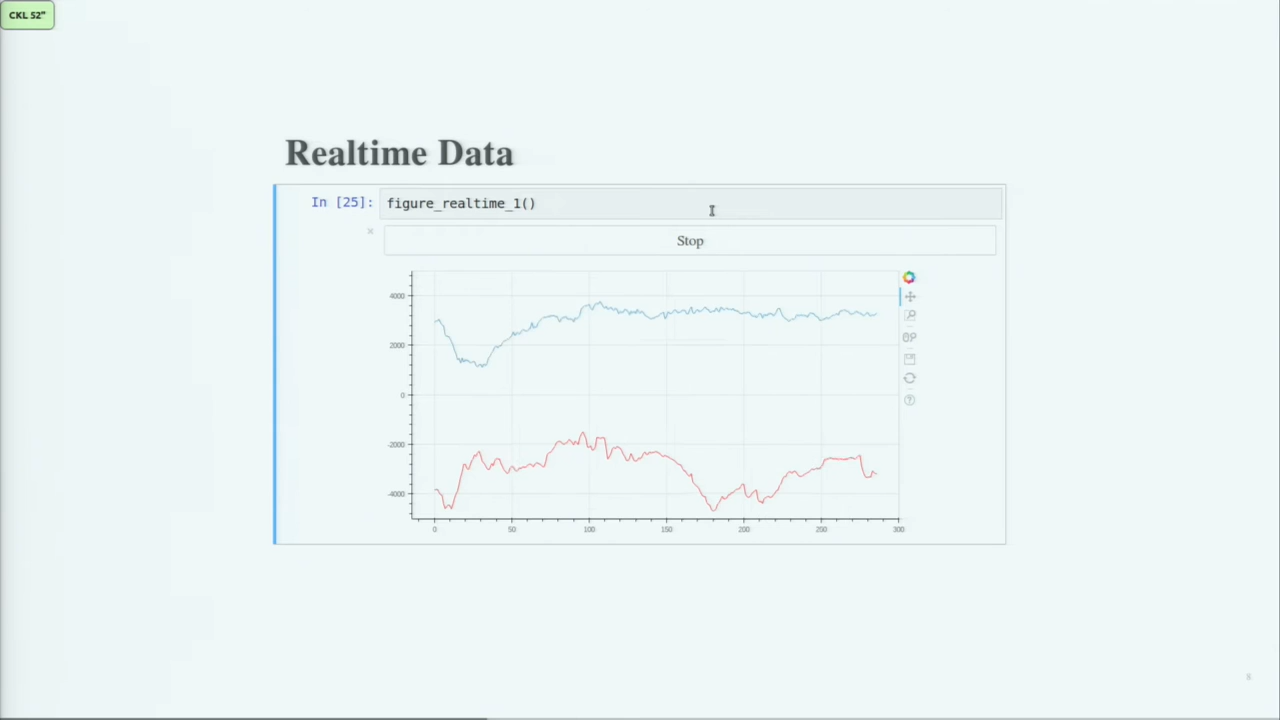 CKL 52"
Realtime Data
In [25]: figure_realtime_1()
×
Stop
4000
2000
0
-2000
-4000
0 50 100 150 200 250 300
8